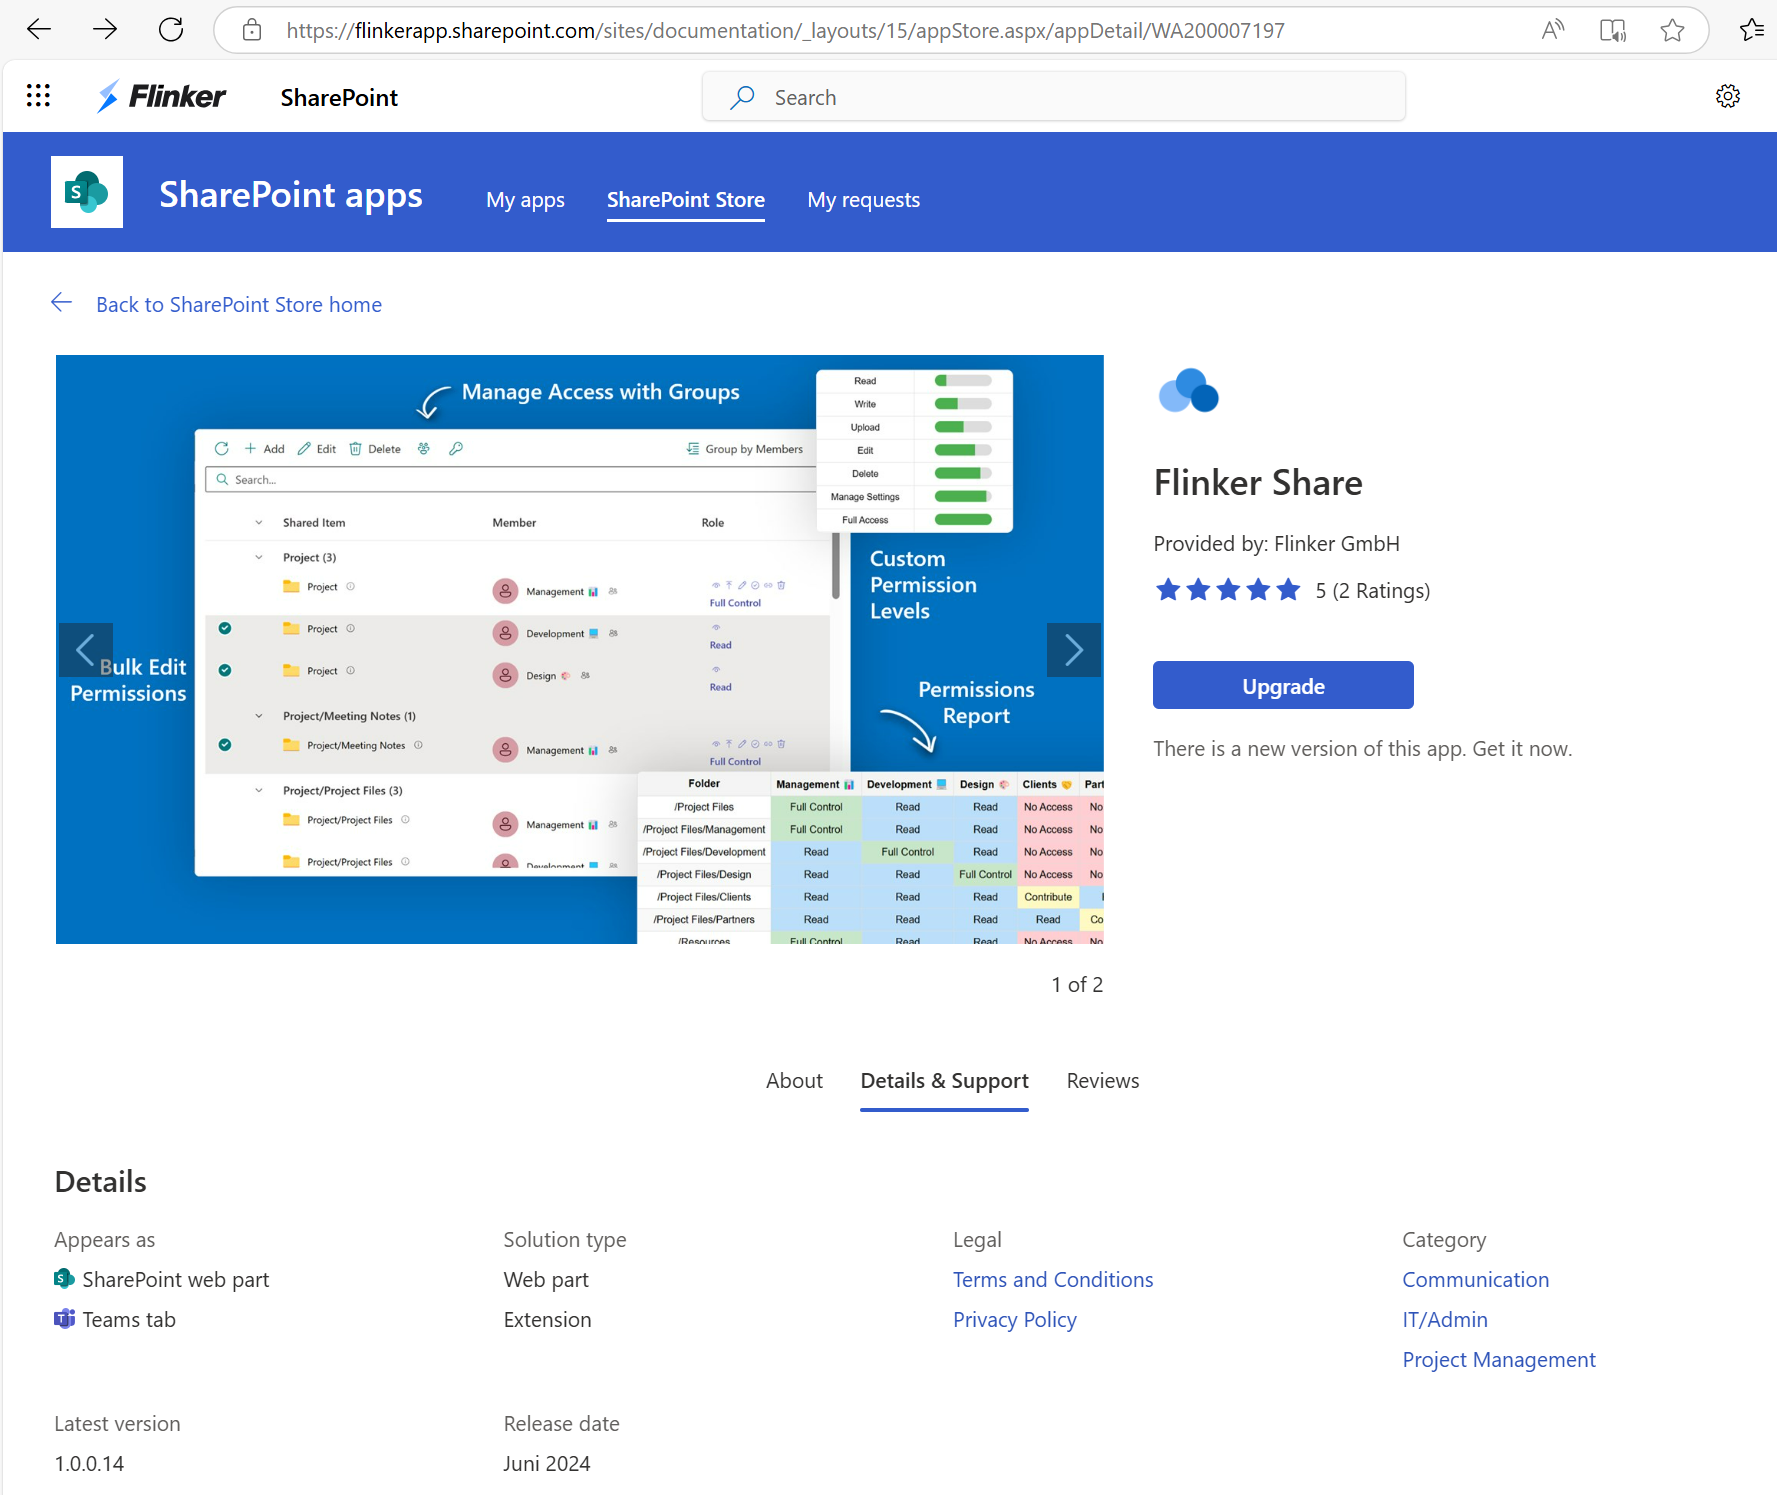 https://flinkerapp.sharepoint.com/sites/documentation/_layouts/15/appStore.aspx/appDetail/WA200007197
Flinker
SharePoint
Search
SharePoint apps
My apps
SharePoint Store
My requests
Back to SharePoint Store home
Manage Access with Groups
Add Edit Delete Group by Members
Search...
Shared Item Member Role
Project (3)
Project Management Full Control
Project Development Read
Project Design Read
Project/Meeting Notes (1)
Project/Meeting Notes Management Full Control
Project/Project Files (3)
Project/Project Files Management
Project/Project Files Development
Read
Write
Upload
Edit
Delete
Manage Settings
Full Access
Custom
Permission
Levels
Bulk Edit
Permissions
Permissions
Report
Folder Management Development Design Clients Part
/Project Files Full Control Read Read No Access No
/Project Files/Management Full Control Read Read No Access No
/Project Files/Development Read Full Control Read No Access No
/Project Files/Design Read Read Full Control No Access No
/Project Files/Clients Read Read Read Contribute
/Project Files/Partners Read Read Read Read Co
/Resources Full Control Read Read No Access No
1 of 2
Flinker Share
Provided by: Flinker GmbH
5 (2 Ratings)
Upgrade
There is a new version of this app. Get it now.
About
Details & Support
Reviews
Details
Appears as
SharePoint web part
Teams tab
Solution type
Web part
Extension
Legal
Terms and Conditions
Privacy Policy
Category
Communication
IT/Admin
Project Management
Latest version
1.0.0.14
Release date
Juni 2024